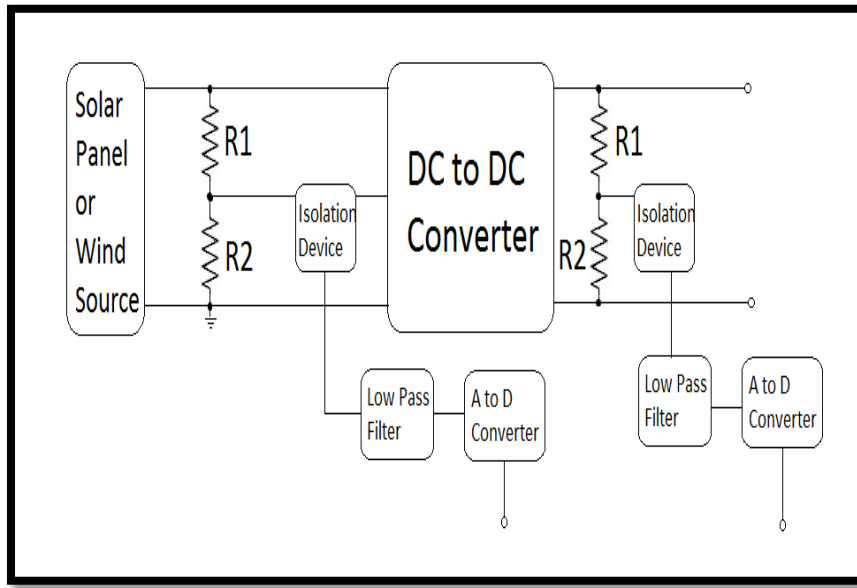 Solar
Panel
or
Wind
Source
R1
R2
Isolation
Device
DC to DC
Converter
R1
R2
Isolation
Device
Low Pass
Filter
A to D
Converter
Low Pass
Filter
A to D
Converter